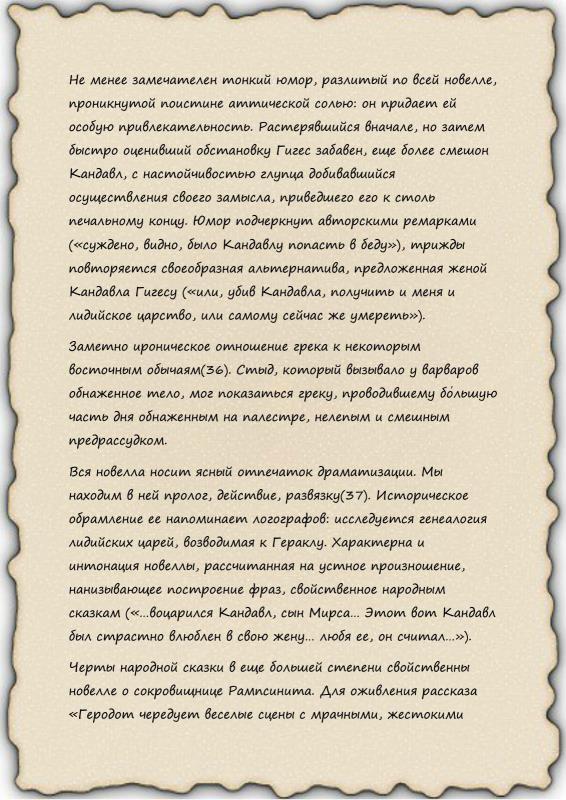 Не менее замечателен тонкий юмор, разлитый по всей новелле,
проникнутой поистине аттической солью: он придает ей
особую привлекательность. Растерявшийся вначале, но затем
быстро оценивший обстановку Гигес забавен, еще более смешон
Кандавл, с настойчивостью глупца добивавшийся
осуществления своего замысла, приведшего его к столь
печальному концу. Юмор подчеркнут авторскими ремарками
(«суждено, видно, было Кандавлу попасть в беду»), трижды
повторяется своеобразная альтернатива, предложенная женой
Кандавла Гигесу («или, убив Кандавла, получить и меня и
лидийское царство, или самому сейчас же умереть»).
Заметно ироническое отношение грека к некоторым
восточным обычаям(36). Стыд, который вызывало у варваров
обнаженное тело, мог показаться греку, проводившему бо́льшую
часть дня обнаженным на палестре, нелепым и смешным
предрассудком.
Вся новелла носит ясный отпечаток драматизации. Мы
находим в ней пролог, действие, развязку(37). Историческое
обрамление ее напоминает логографов: исследуется генеалогия
лидийских царей, возводимая к Гераклу. Характерна и
интонация новеллы, рассчитанная на устное произношение,
нанизывающее построение фраз, свойственное народным
сказкам («...воцарился Кандавл, сын Мирса... Этот вот Кандавл
был страстно влюблен в свою жену... любя ее, он считал...»).
Черты народной сказки в еще большей степени свойственны
новелле о сокровищнице Рампсинита. Для оживления рассказа
«Геродот чередует веселые сцены с мрачными, жестокими